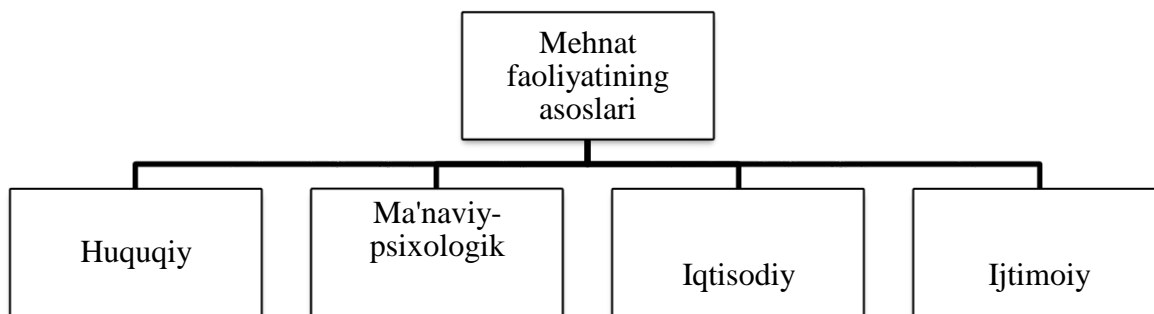 Mehnat
faoliyatining
asoslari
Huquqiy
Ma'naviy-
psixologik
Iqtisodiy
Ijtimoiy